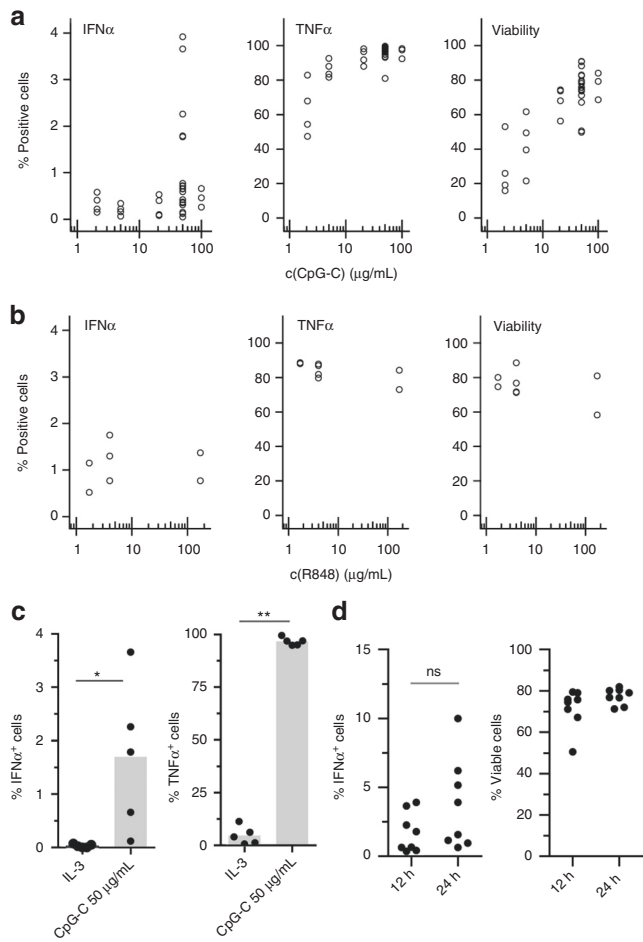 a
IFNα TNFα Viability
% Positive cells
4 3 2 1 0
100 80 60 40 20 0
100 80 60 40 20 0
1 10 100 1 10 100 1 10 100
c(CpG-C) (μg/mL)
b
IFNα TNFα Viability
% Positive cells
4 3 2 1 0
100 80 60 40 20 0
100 80 60 40 20 0
1 10 100 1 10 100 1 10 100
c(R848) (μg/mL)
c
% IFNα⁺ cells
4 3 2 1 0
*
IL-3
CpG-C 50 μg/mL
% TNFα⁺ cells
100 75 50 25 0
**
IL-3
CpG-C 50 μg/mL
d
% IFNα⁺ cells
15 10 5 0
ns
12 h 24 h
% Viable cells
100 80 60 40 20 0
12 h 24 h